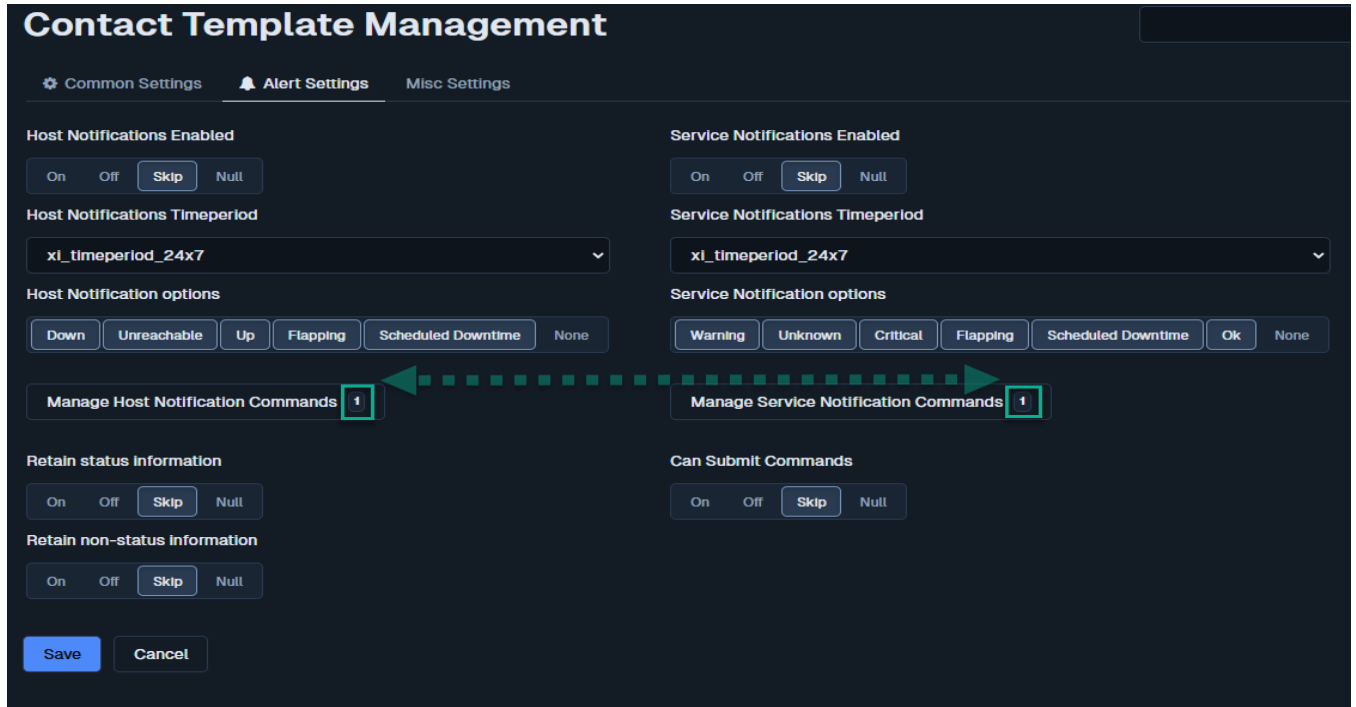 Contact Template Management
Common Settings Alert Settings Misc Settings
Host Notifications Enabled
On Off Skip Null
Service Notifications Enabled
On Off Skip Null
Host Notifications Timeperiod
xi_timeperiod_24x7
Service Notifications Timeperiod
xi_timeperiod_24x7
Host Notification options
Down Unreachable Up Flapping Scheduled Downtime None
Service Notification options
Warning Unknown Critical Flapping Scheduled Downtime Ok None
Manage Host Notification Commands 1
Manage Service Notification Commands 1
Retain status information
On Off Skip Null
Can Submit Commands
On Off Skip Null
Retain non-status information
On Off Skip Null
Save Cancel